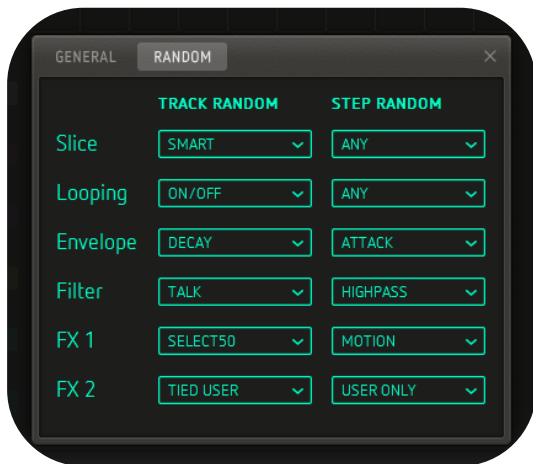 GENERAL RANDOM
TRACK RANDOM STEP RANDOM
Slice SMART ANY
Looping ON/OFF ANY
Envelope DECAY ATTACK
Filter TALK HIGHPASS
FX 1 SELECT50 MOTION
FX 2 TIED USER USER ONLY